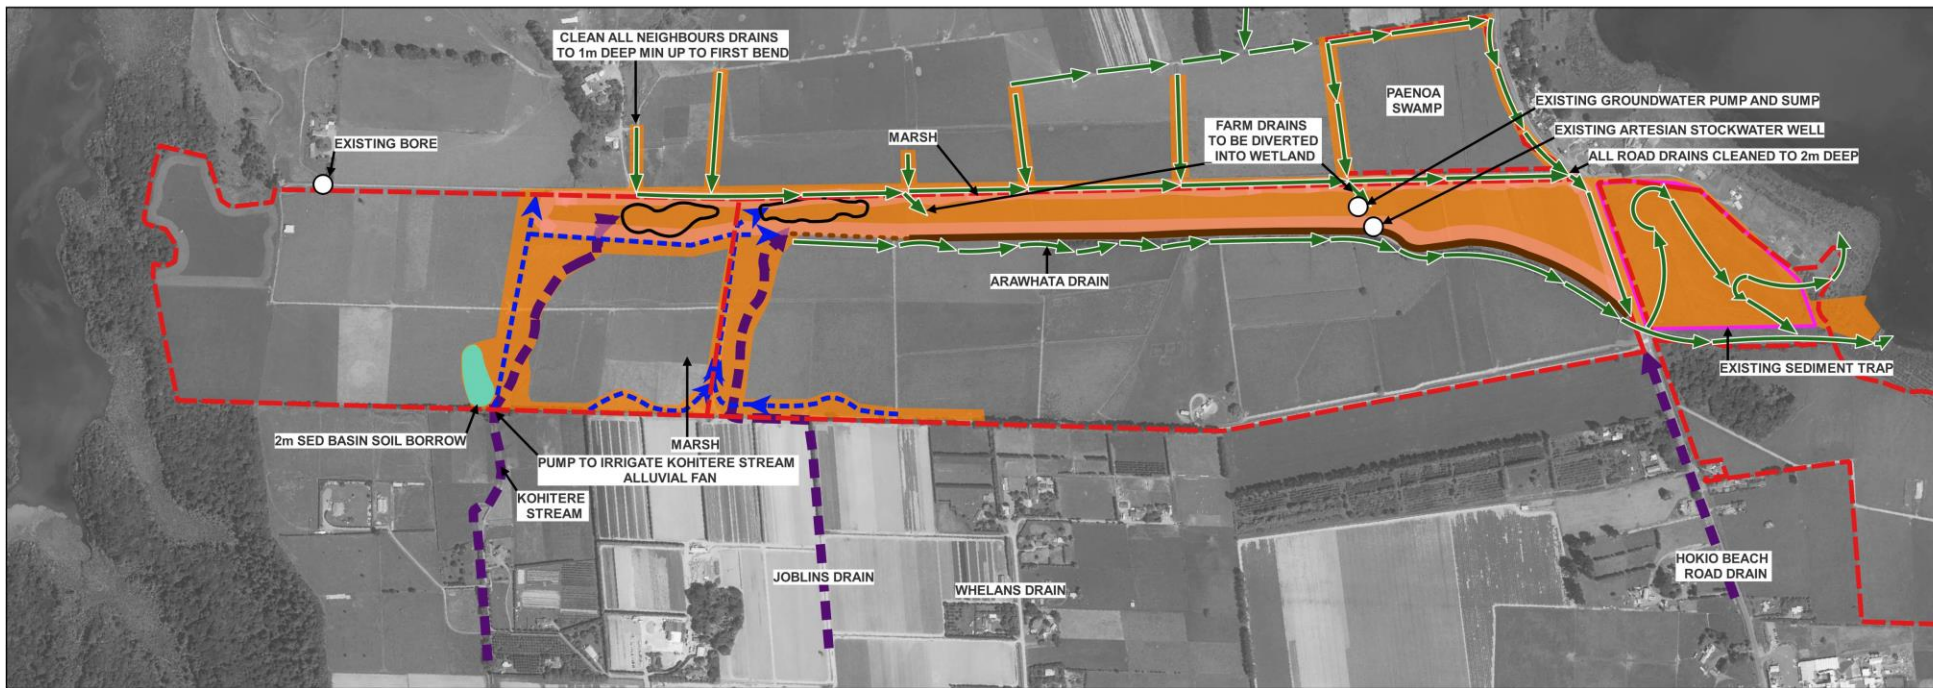 CLEAN ALL NEIGHBOURS DRAINS
TO 1m DEEP MIN UP TO FIRST BEND
EXISTING BORE
MARSH
FARM DRAINS
TO BE DIVERTED
INTO WETLAND
PAENOA
SWAMP
EXISTING GROUNDWATER PUMP AND SUMP
EXISTING ARTESIAN STOCKWATER WELL
ALL ROAD DRAINS CLEANED TO 2m DEEP
ARAWHATA DRAIN
EXISTING SEDIMENT TRAP
2m SED BASIN SOIL BORROW
MARSH
PUMP TO IRRIGATE KOHITERE STREAM
ALLUVIAL FAN
KOHITERE
STREAM
JOBLINS DRAIN
WHELANS DRAIN
HOKIO BEACH
ROAD DRAIN